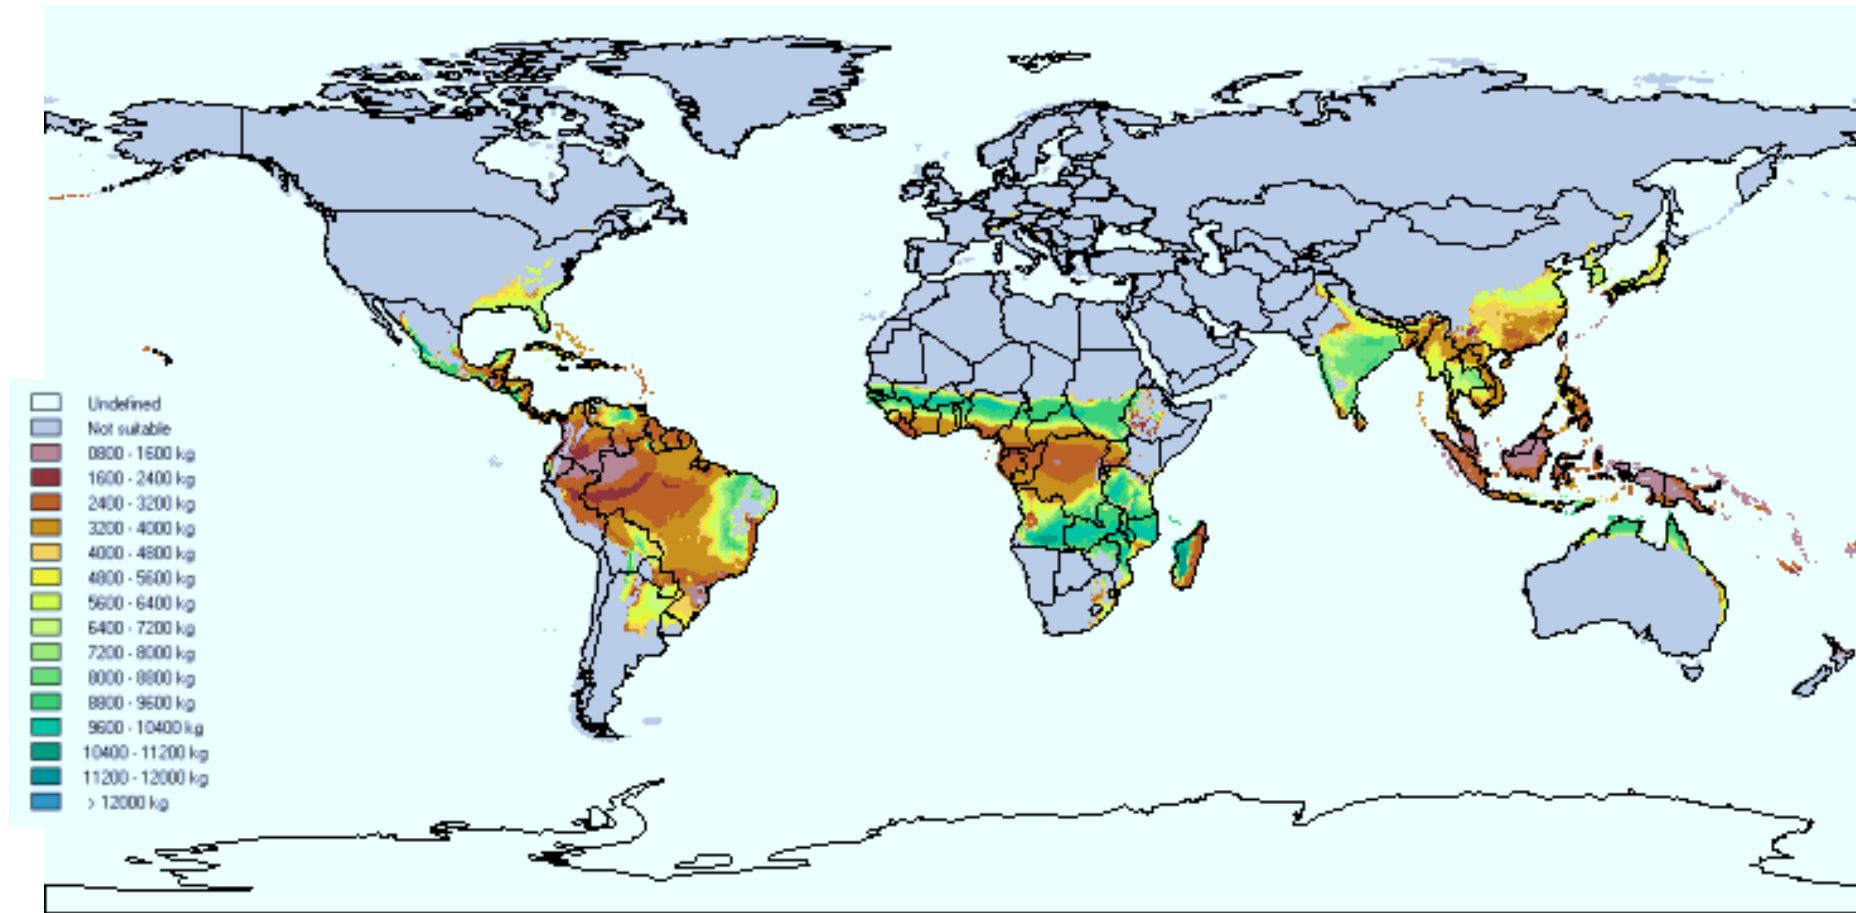 Undefined
Not suitable
0800 - 1600 kg
1600 - 2400 kg
2400 - 3200 kg
3200 - 4000 kg
4000 - 4800 kg
4800 - 5600 kg
5600 - 6400 kg
6400 - 7200 kg
7200 - 8000 kg
8000 - 8800 kg
8800 - 9600 kg
9600 - 10400 kg
10400 - 11200 kg
11200 - 12000 kg
> 12000 kg